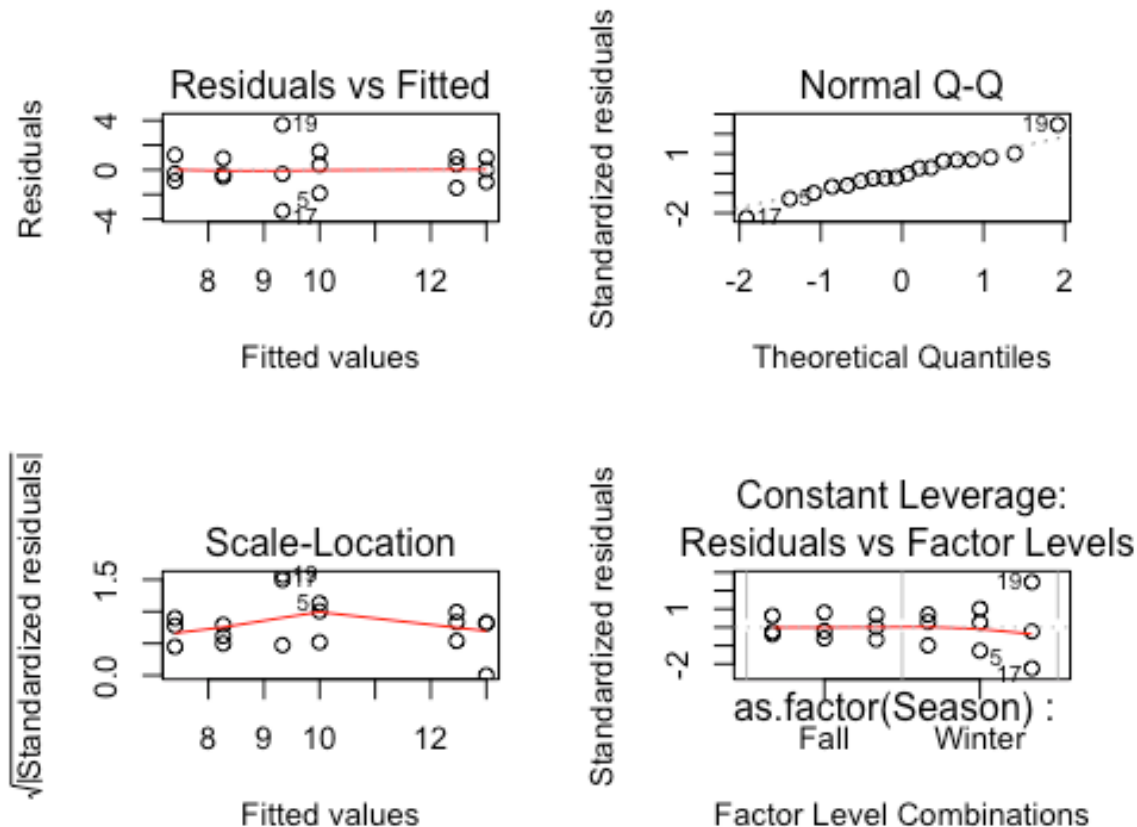 Residuals vs Fitted
Residuals
4
0
-4
19
5
17
8 9 10 12
Fitted values
Normal Q-Q
Standardized residuals
1
-2
19
5
17
-2 -1 0 1 2
Theoretical Quantiles
Scale-Location
√|Standardized residuals|
1.5
0.0
19
17
5
8 9 10 12
Fitted values
Constant Leverage:
Residuals vs Factor Levels
Standardized residuals
1
-2
19
5
17
as.factor(Season) :
Fall Winter
Factor Level Combinations